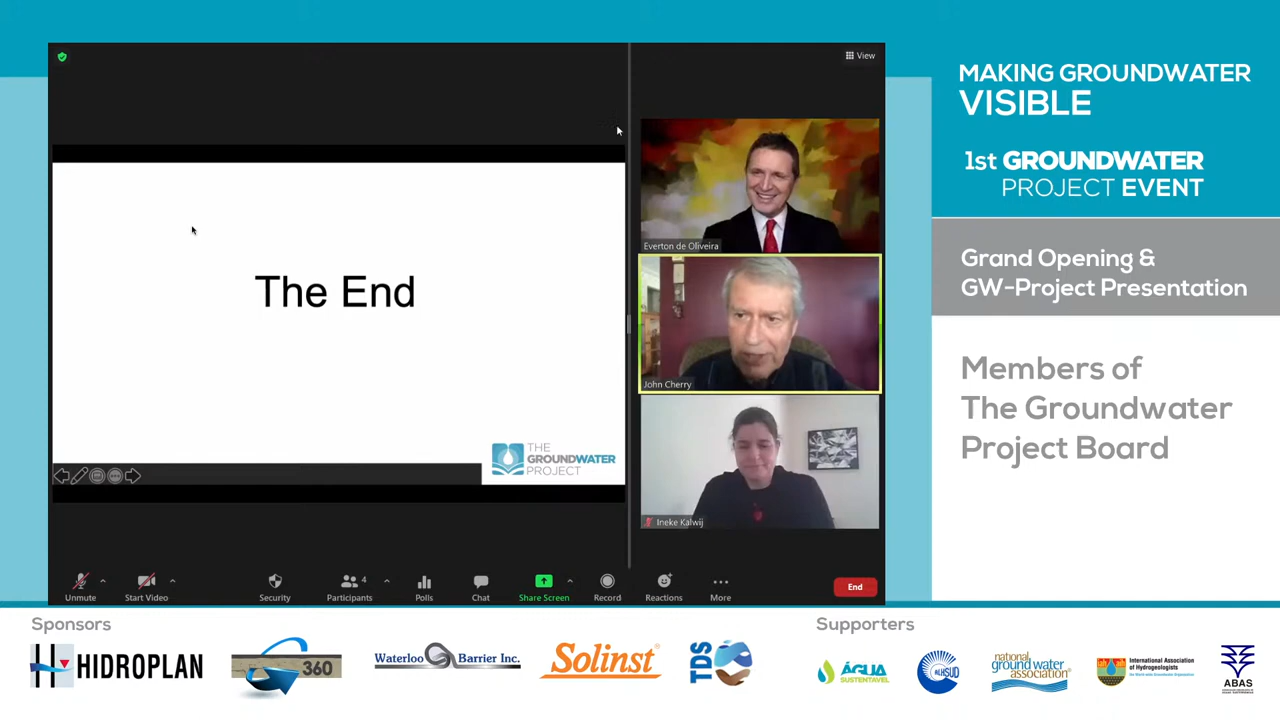 View
MAKING GROUNDWATER
VISIBLE
1st GROUNDWATER
PROJECT EVENT
Grand Opening &
GW-Project Presentation
Members of
The Groundwater
Project Board
The End
THE
GROUNDWATER
PROJECT
Everton de Oliveira
John Cherry
Ineke Kalwij
Unmute
Start Video
Security
4
Participants
Polls
Chat
Share Screen
Record
Reactions
More
End
Sponsors
HIDROPLAN
360
Waterloo Barrier Inc.
Solinst
TDS
Supporters
ÁGUA
SUSTENTÁVEL
ALHSUD
national
ground water
association
International Association
of Hydrogeologists
ABAS